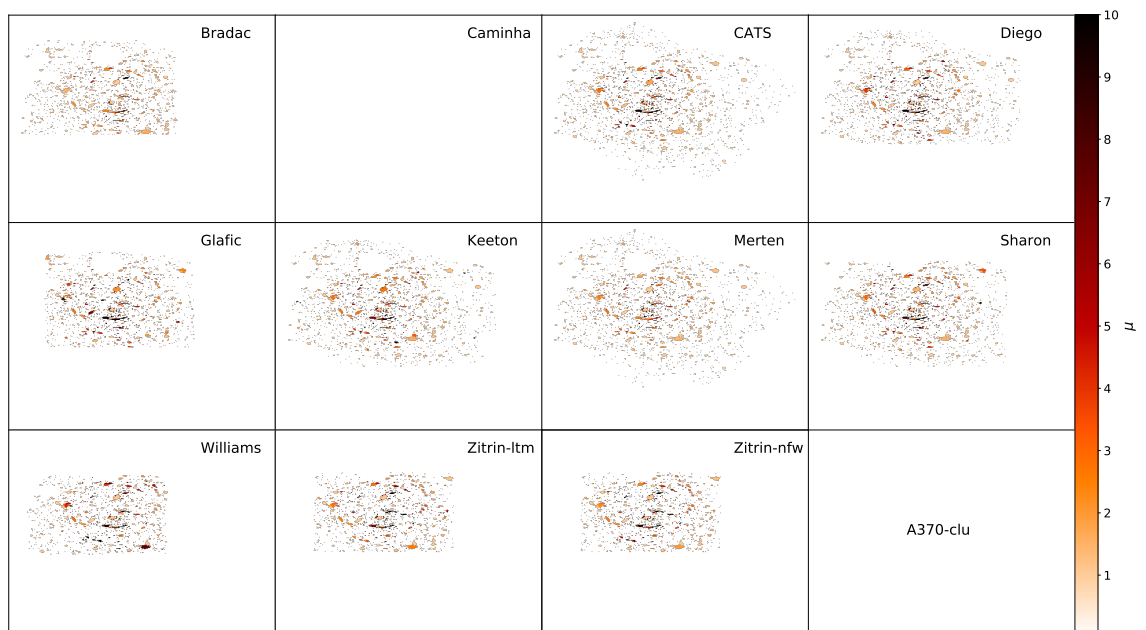 Bradac Caminha CATS Diego
Glafic Keeton Merten Sharon
Williams Zitrin-ltm Zitrin-nfw
A370-clu
10
9
8
7
6
5
4
3
2
1
μ